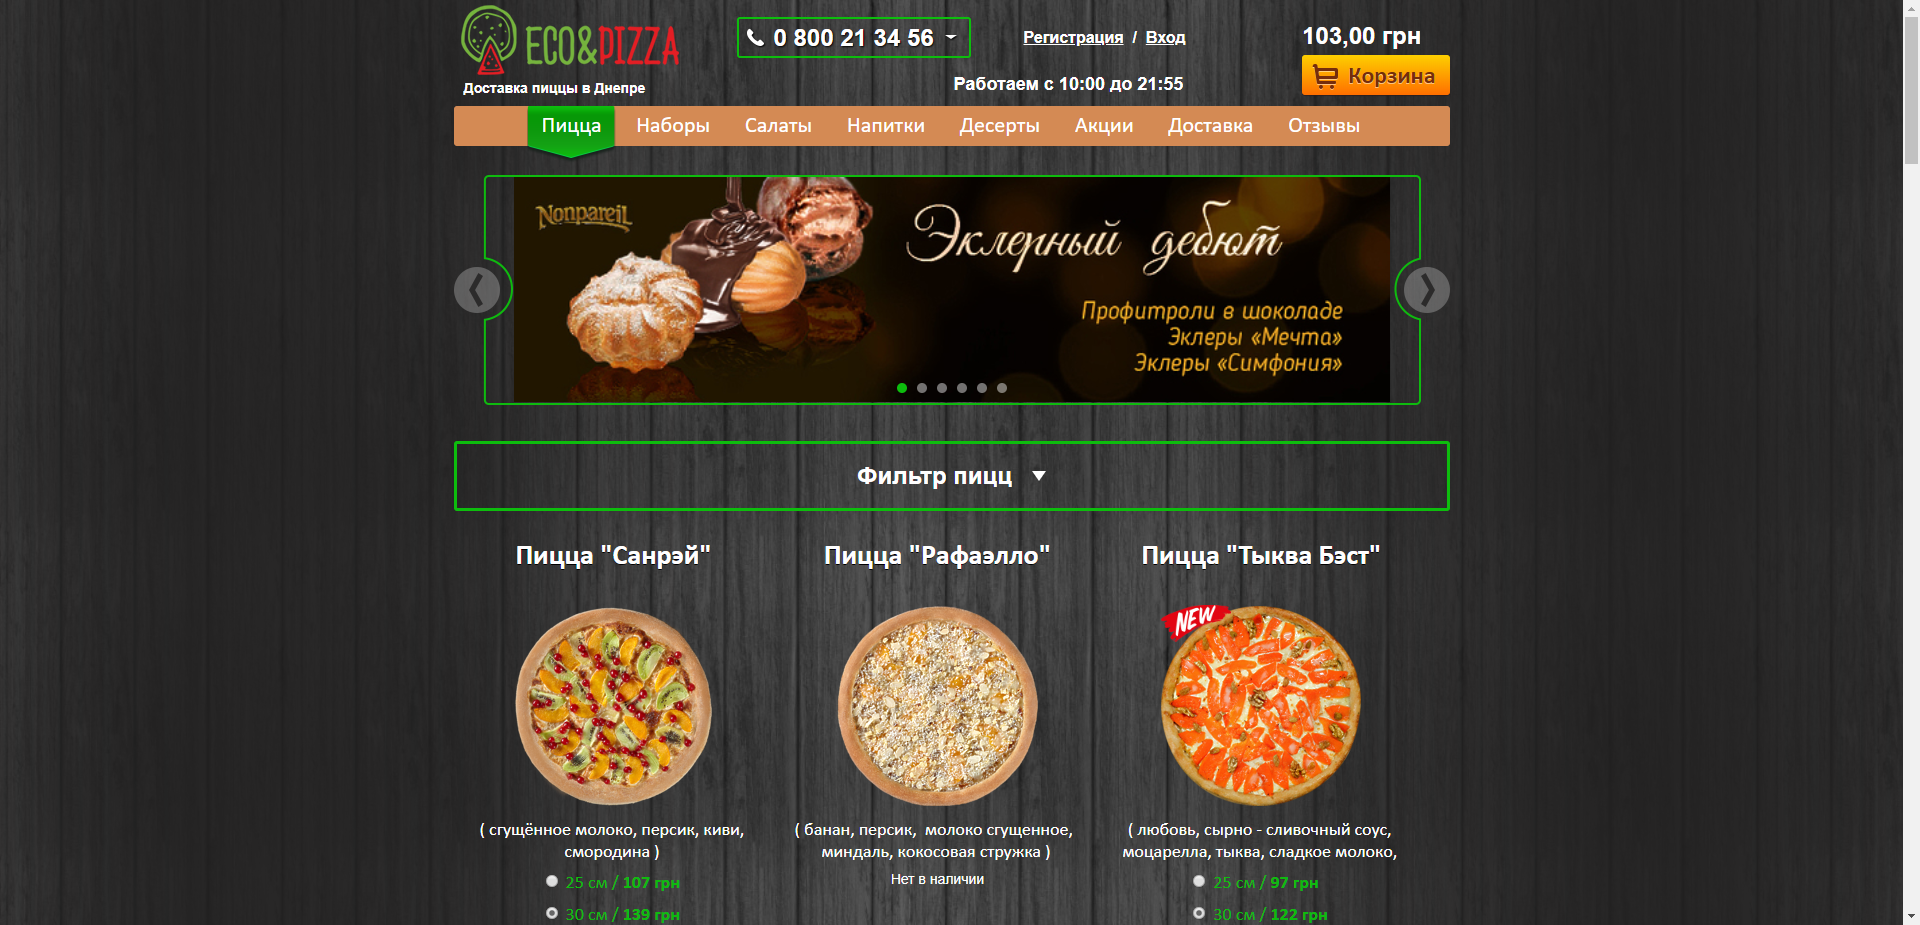 ECO&PIZZA
Доставка пиццы в Днепре
0 800 21 34 56
Регистрация / Вход
Работаем с 10:00 до 21:55
103,00 грн
Корзина
Пицца Наборы Салаты Напитки Десерты Акции Доставка Отзывы
Nonpareil
Эклерный дебют
Профитроли в шоколаде
Эклеры «Мечта»
Эклеры «Симфония»
Фильтр пицц
Пицца "Санрэй"
( сгущённое молоко, персик, киви,
смородина )
25 см / 107 грн
30 см / 139 грн
Пицца "Рафаэлло"
( банан, персик, молоко сгущенное,
миндаль, кокосовая стружка )
Нет в наличии
Пицца "Тыква Бэст"
NEW
( любовь, сырно - сливочный соус,
моцарелла, тыква, сладкое молоко,
25 см / 97 грн
30 см / 122 грн